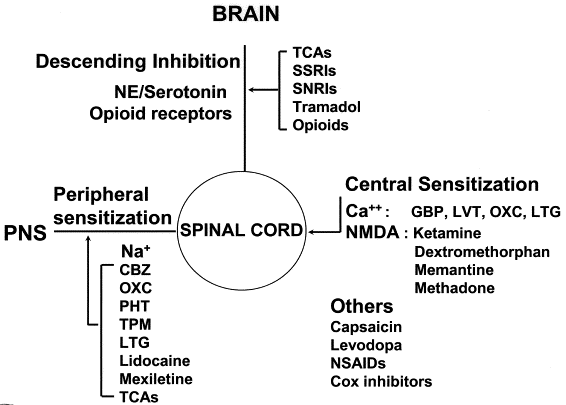 BRAIN
Descending Inhibition
NE/Serotonin
Opioid receptors
TCAs
SSRIs
SNRIs
Tramadol
Opioids
Peripheral
sensitization
PNS
SPINAL CORD
Central Sensitization
Ca++ : GBP, LVT, OXC, LTG
NMDA : Ketamine
Dextromethorphan
Memantine
Methadone
Na+
CBZ
OXC
PHT
TPM
LTG
Lidocaine
Mexiletine
TCAs
Others
Capsaicin
Levodopa
NSAIDs
Cox inhibitors